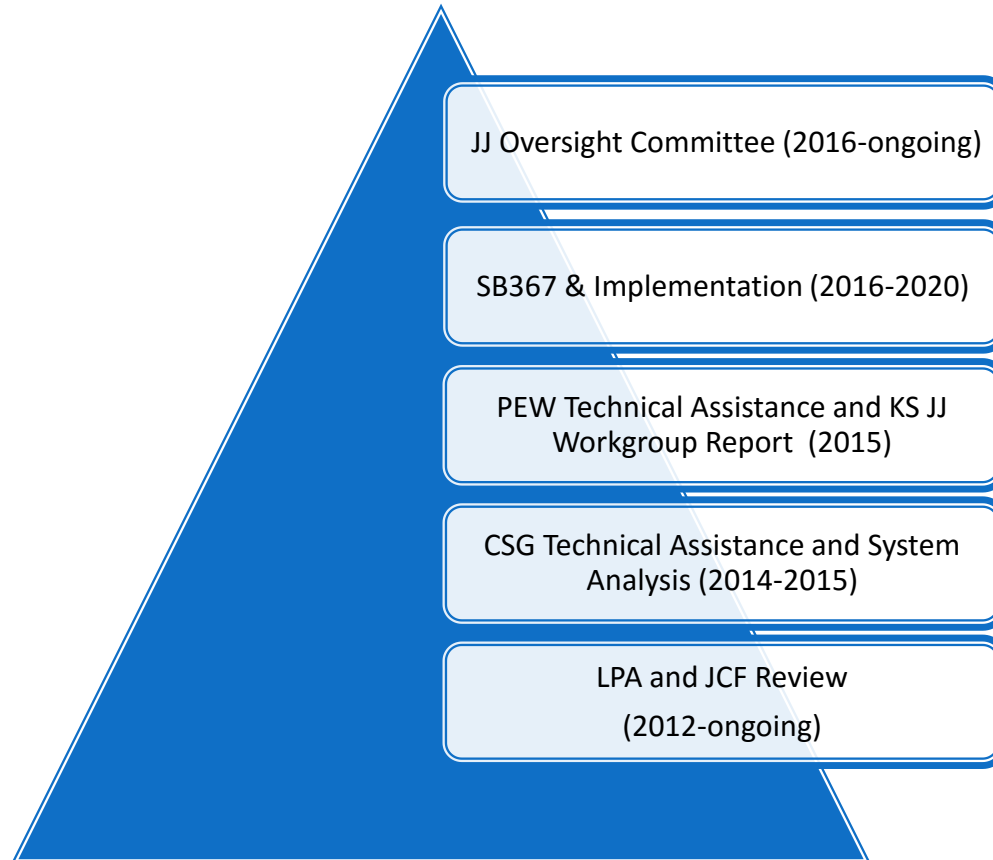 JJ Oversight Committee (2016-ongoing)
SB367 & Implementation (2016-2020)
PEW Technical Assistance and KS JJ
Workgroup Report  (2015)
CSG Technical Assistance and System
Analysis (2014-2015)
LPA and JCF Review
(2012-ongoing)